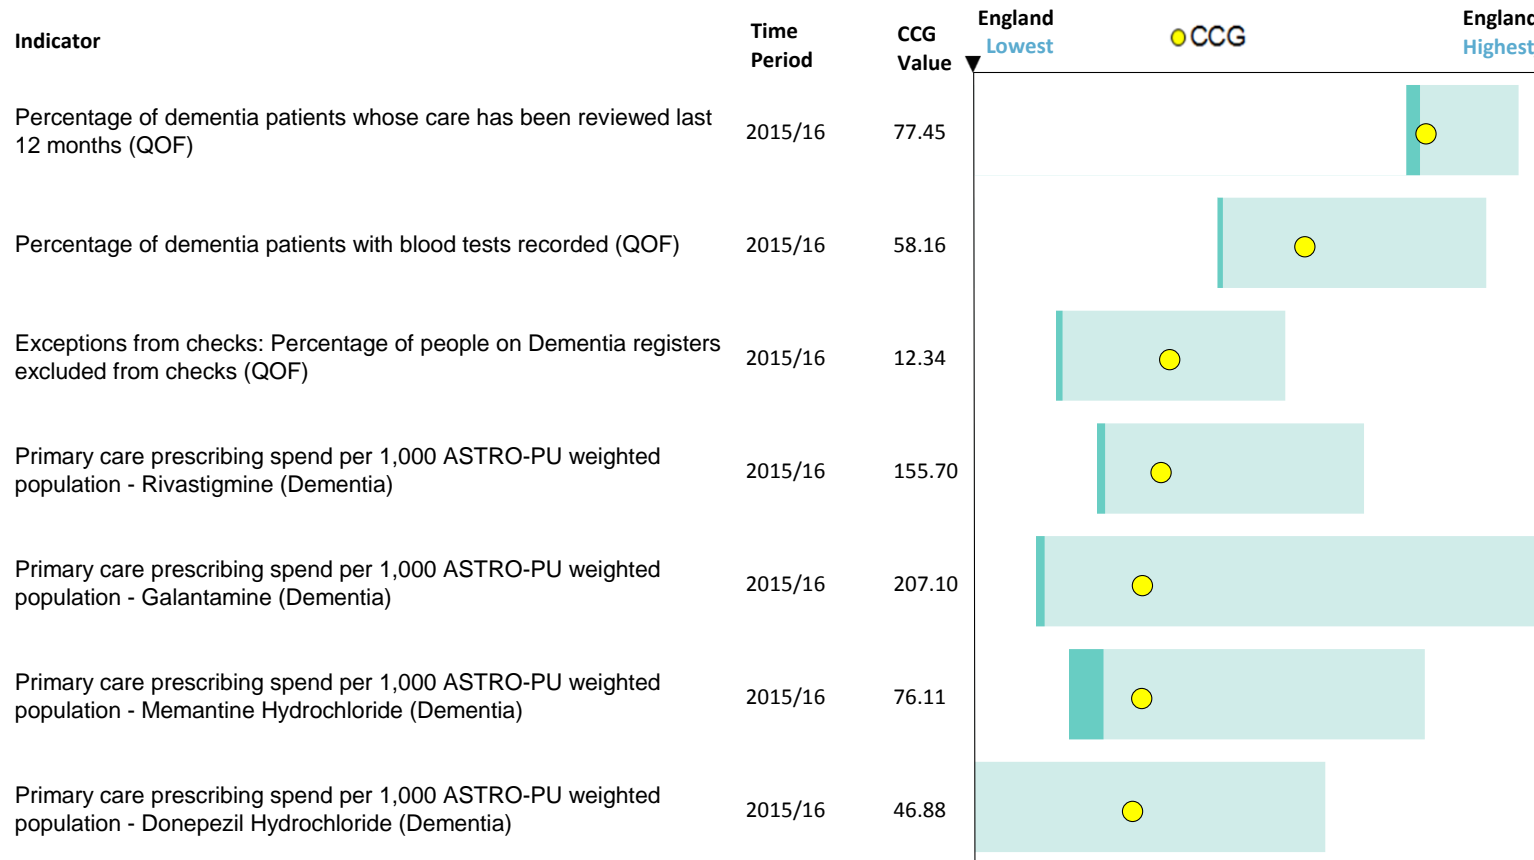 Indicator
Time Period
CCG Value
England Lowest
CCG
England Highest
Percentage of dementia patients whose care has been reviewed last
12 months (QOF)
2015/16
77.45
Percentage of dementia patients with blood tests recorded (QOF)
2015/16
58.16
Exceptions from checks: Percentage of people on Dementia registers
excluded from checks (QOF)
2015/16
12.34
Primary care prescribing spend per 1,000 ASTRO-PU weighted
population - Rivastigmine (Dementia)
2015/16
155.70
Primary care prescribing spend per 1,000 ASTRO-PU weighted
population - Galantamine (Dementia)
2015/16
207.10
Primary care prescribing spend per 1,000 ASTRO-PU weighted
population - Memantine Hydrochloride (Dementia)
2015/16
76.11
Primary care prescribing spend per 1,000 ASTRO-PU weighted
population - Donepezil Hydrochloride (Dementia)
2015/16
46.88